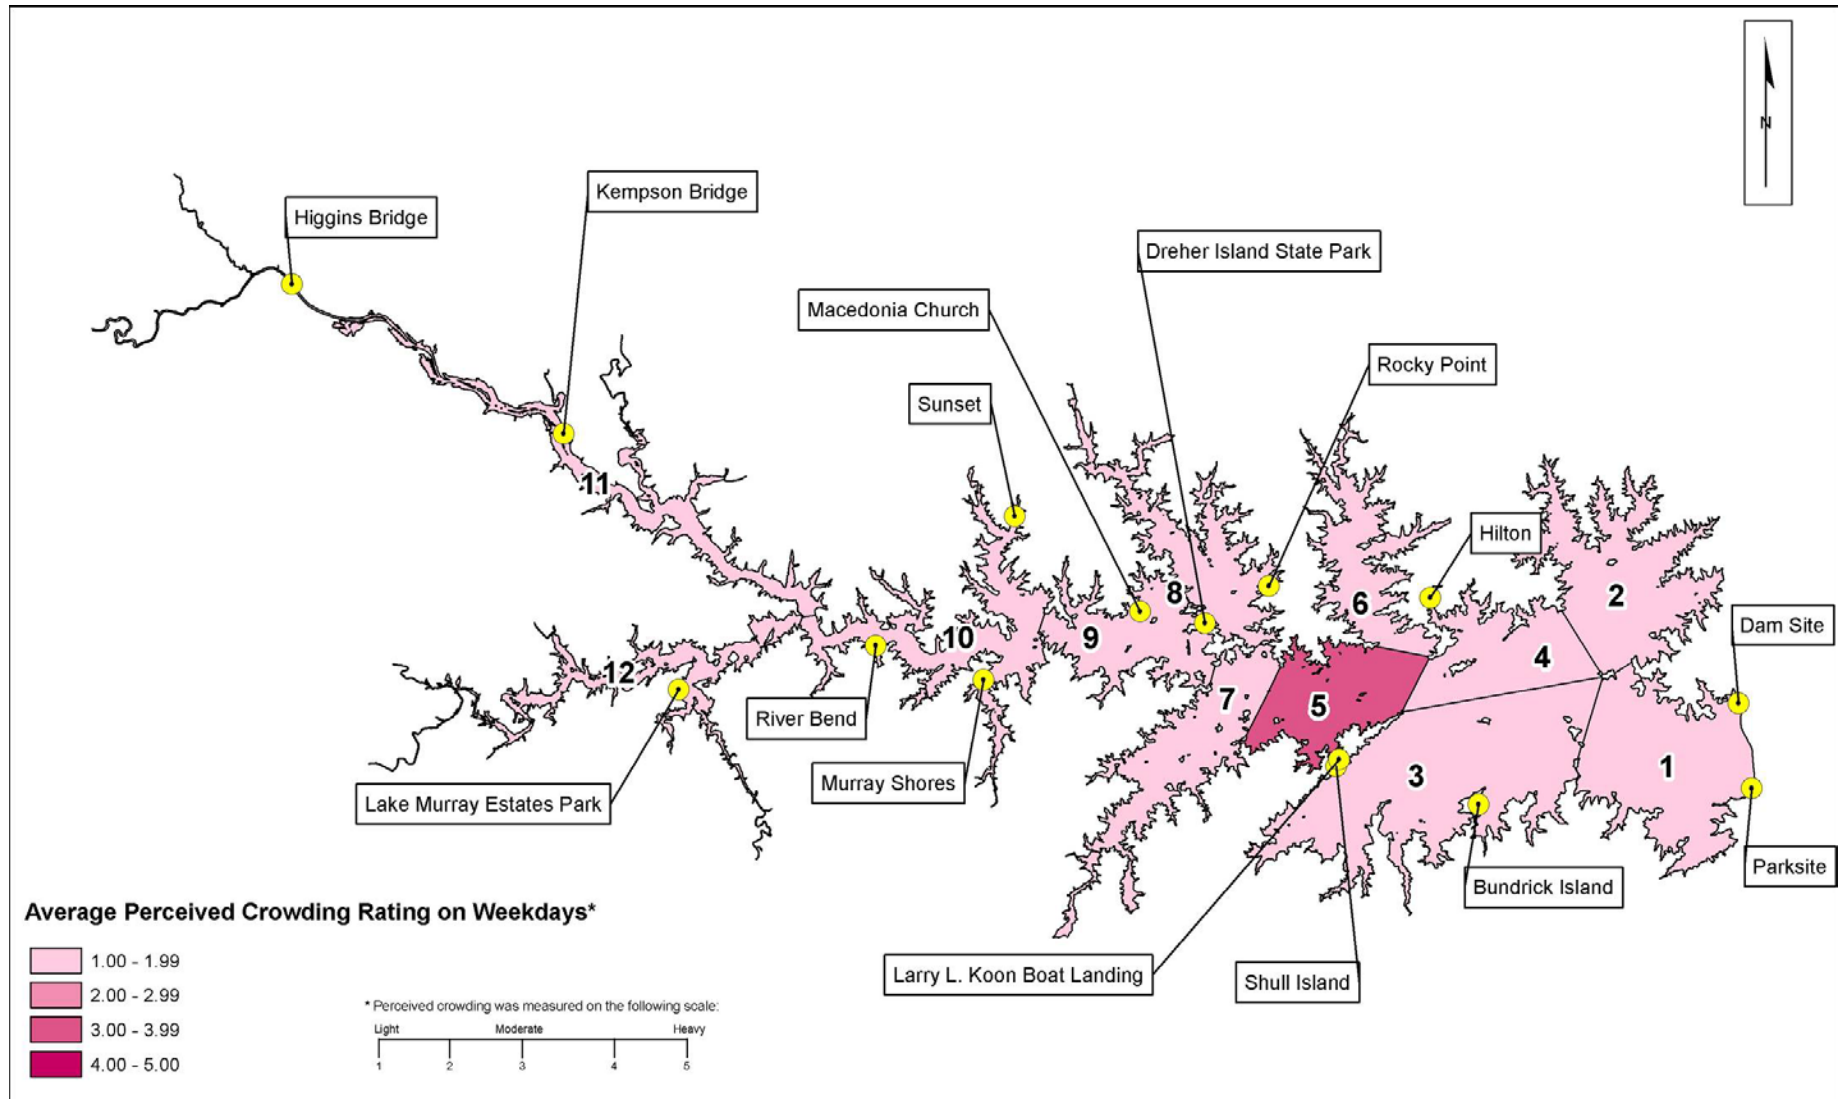 N
Kempson Bridge
Higgins Bridge
Dreher Island State Park
Macedonia Church
Rocky Point
Sunset
11
Hilton
8
6
2
Dam Site
10
9
4
12
7
5
River Bend
3
1
Murray Shores
Lake Murray Estates Park
Parksite
Bundrick Island
Average Perceived Crowding Rating on Weekdays*
Larry L. Koon Boat Landing
Shull Island
1.00 - 1.99
2.00 - 2.99
3.00 - 3.99
4.00 - 5.00
* Perceived crowding was measured on the following scale:
Light Moderate Heavy
1 2 3 4 5